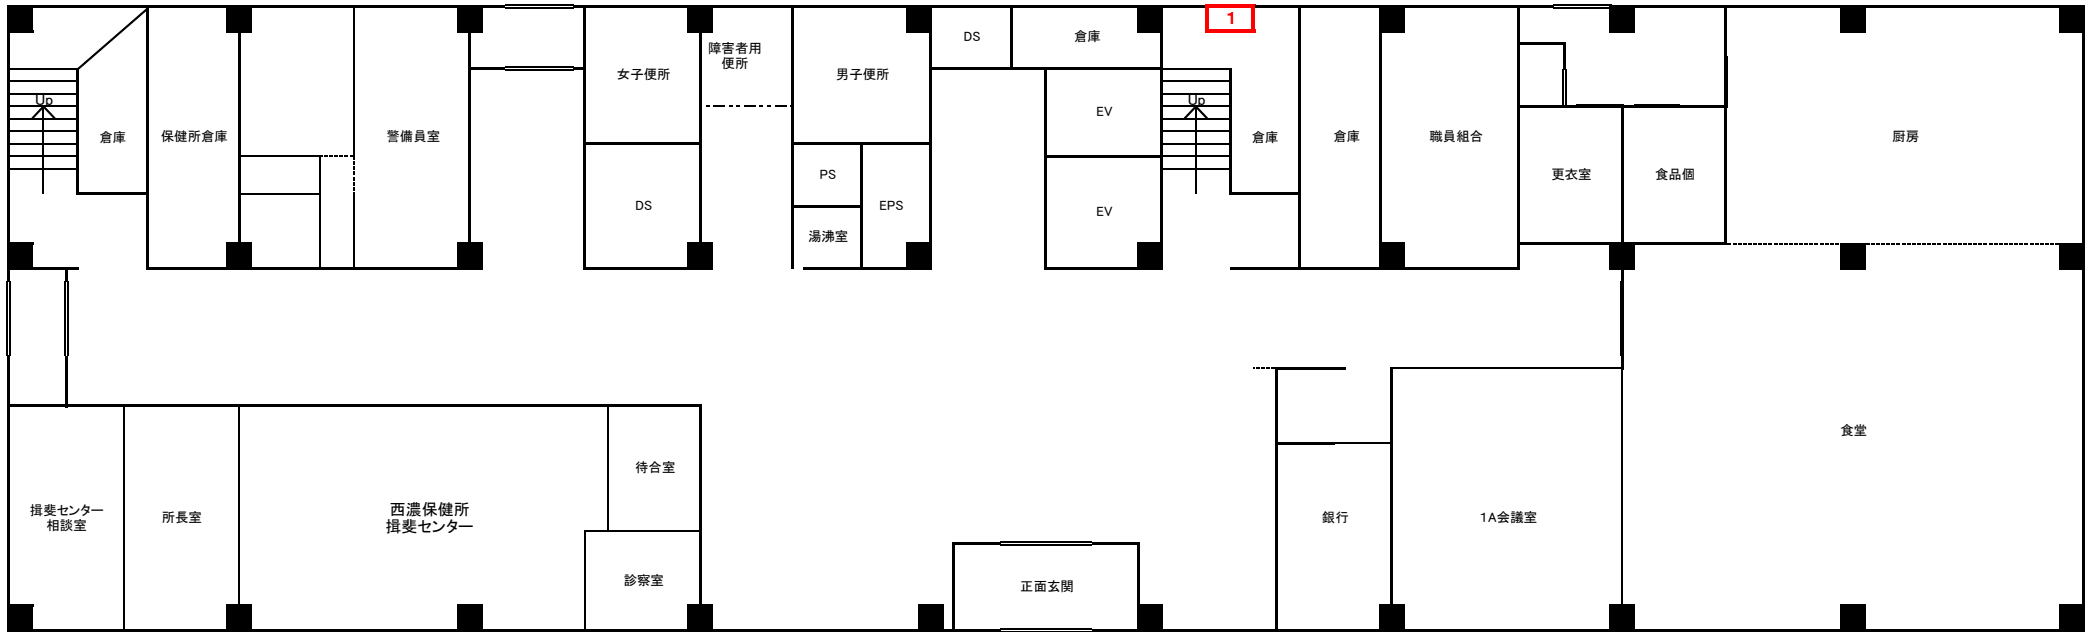 1
DS
倉庫
障害者用
便所
女子便所
男子便所
Up
EV
Up
倉庫
保健所倉庫
警備員室
倉庫
倉庫
職員組合
厨房
PS
更衣室
食品個
DS
EPS
EV
湯沸室
食堂
待合室
揖斐センター
相談室
所長室
西濃保健所
揖斐センター
銀行
1A会議室
診察室
正面玄関